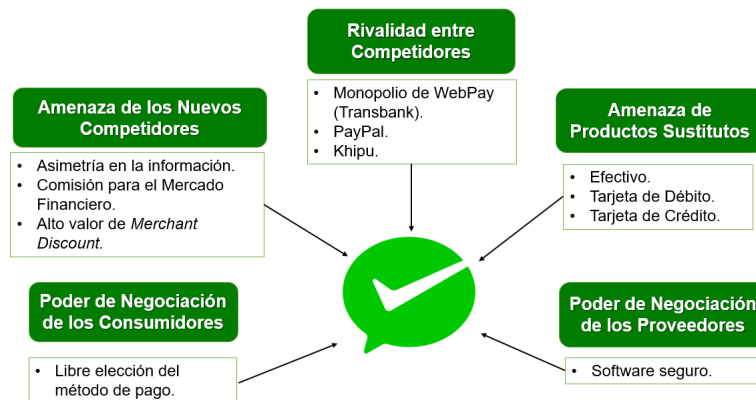 Rivalidad entre
Competidores
• Monopolio de WebPay
(Transbank).
• PayPal.
• Khipu.
Amenaza de los Nuevos
Competidores
• Asimetría en la información.
• Comisión para el Mercado
Financiero.
• Alto valor de Merchant
Discount.
Amenaza de
Productos Sustitutos
• Efectivo.
• Tarjeta de Débito.
• Tarjeta de Crédito.
Poder de Negociación
de los Consumidores
• Libre elección del
método de pago.
Poder de Negociación
de los Proveedores
• Software seguro.